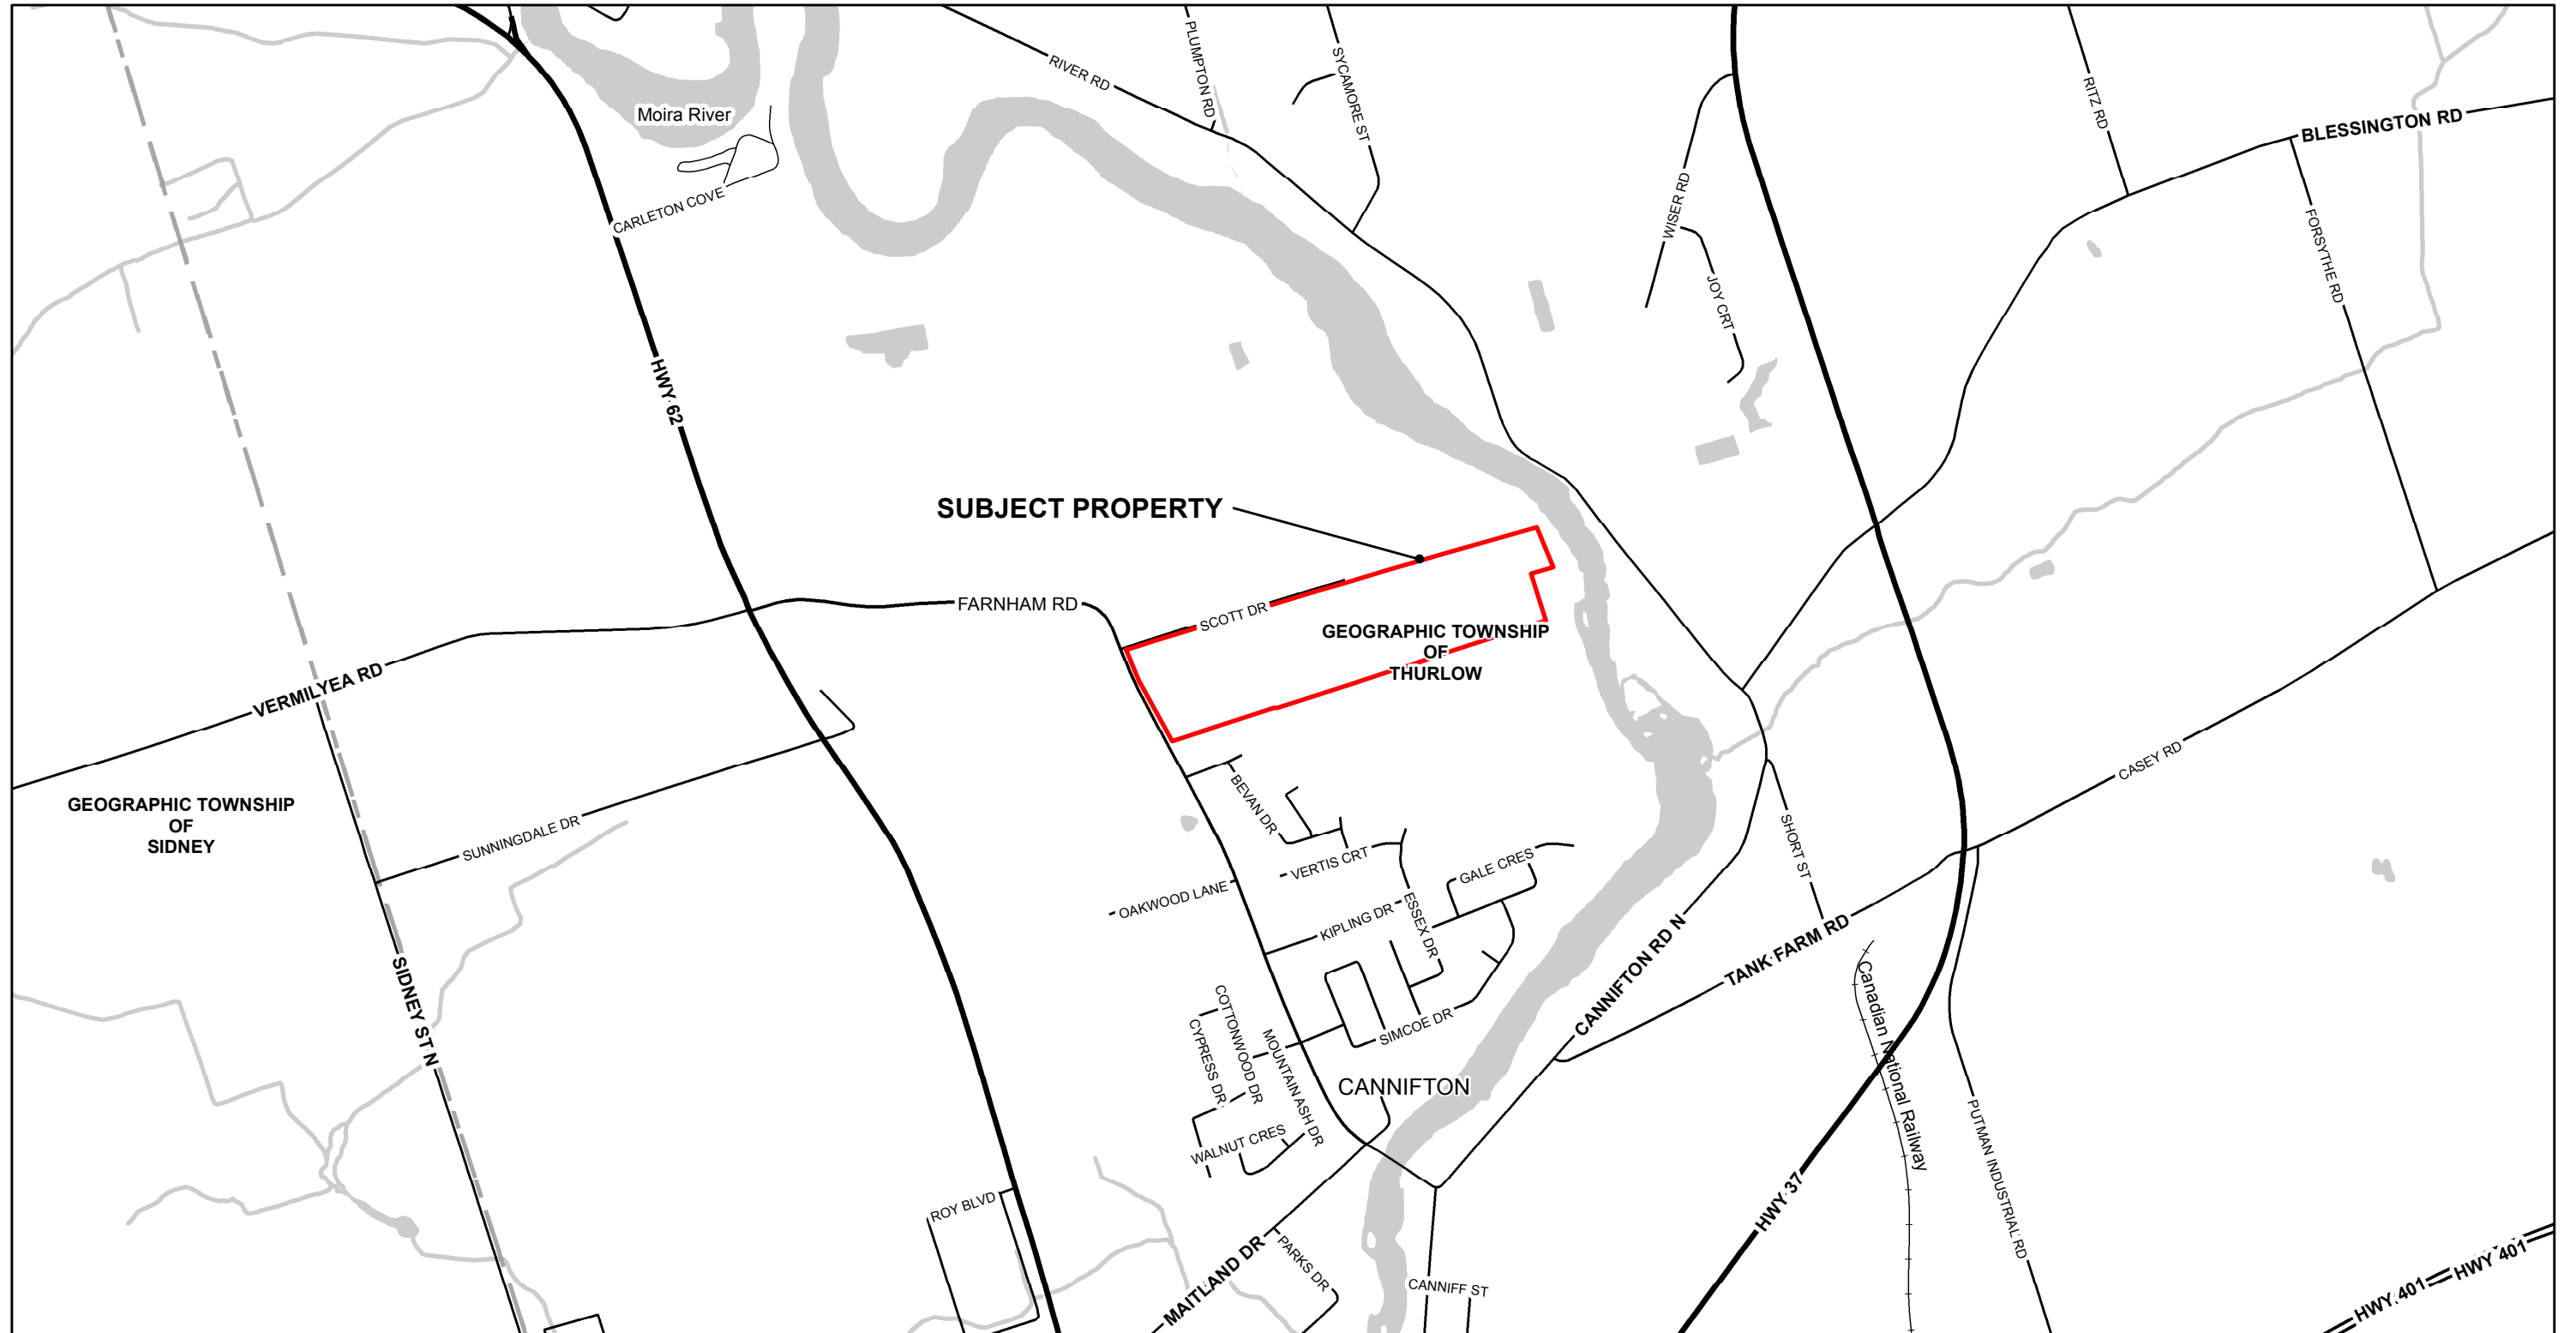 PLUMPTON RD
SYCAMORE ST
RIVER RD
RITZ RD
BLESSINGTON RD
Moira River
CARLETON COVE
WISER RD
FORSYTHE RD
JOY CRT
HWY 62
SUBJECT PROPERTY
FARNHAM RD
SCOTT DR
GEOGRAPHIC TOWNSHIP
OF
THURLOW
VERMILYEA RD
GEOGRAPHIC TOWNSHIP
OF
SIDNEY
SUNNINGDALE DR
BEVAN DR
VERTIS CRT
GALE CRES
OAKWOOD LANE
KIPLING DR
ESSEX DR
SHORT ST
CASEY RD
CANNIFTON RD N
TANK FARM RD
SIDNEY ST N
COTTONWOOD DR
CYPRESS DR
MOUNTAIN ASH DR
SIMCOE DR
CANNIFTON
WALNUT CRES
Canadian National Railway
PUTMAN INDUSTRIAL RD
ROY BLVD
HWY 37
MAITLAND DR
PARKS DR
CANNIFF ST
HWY 401
HWY 401